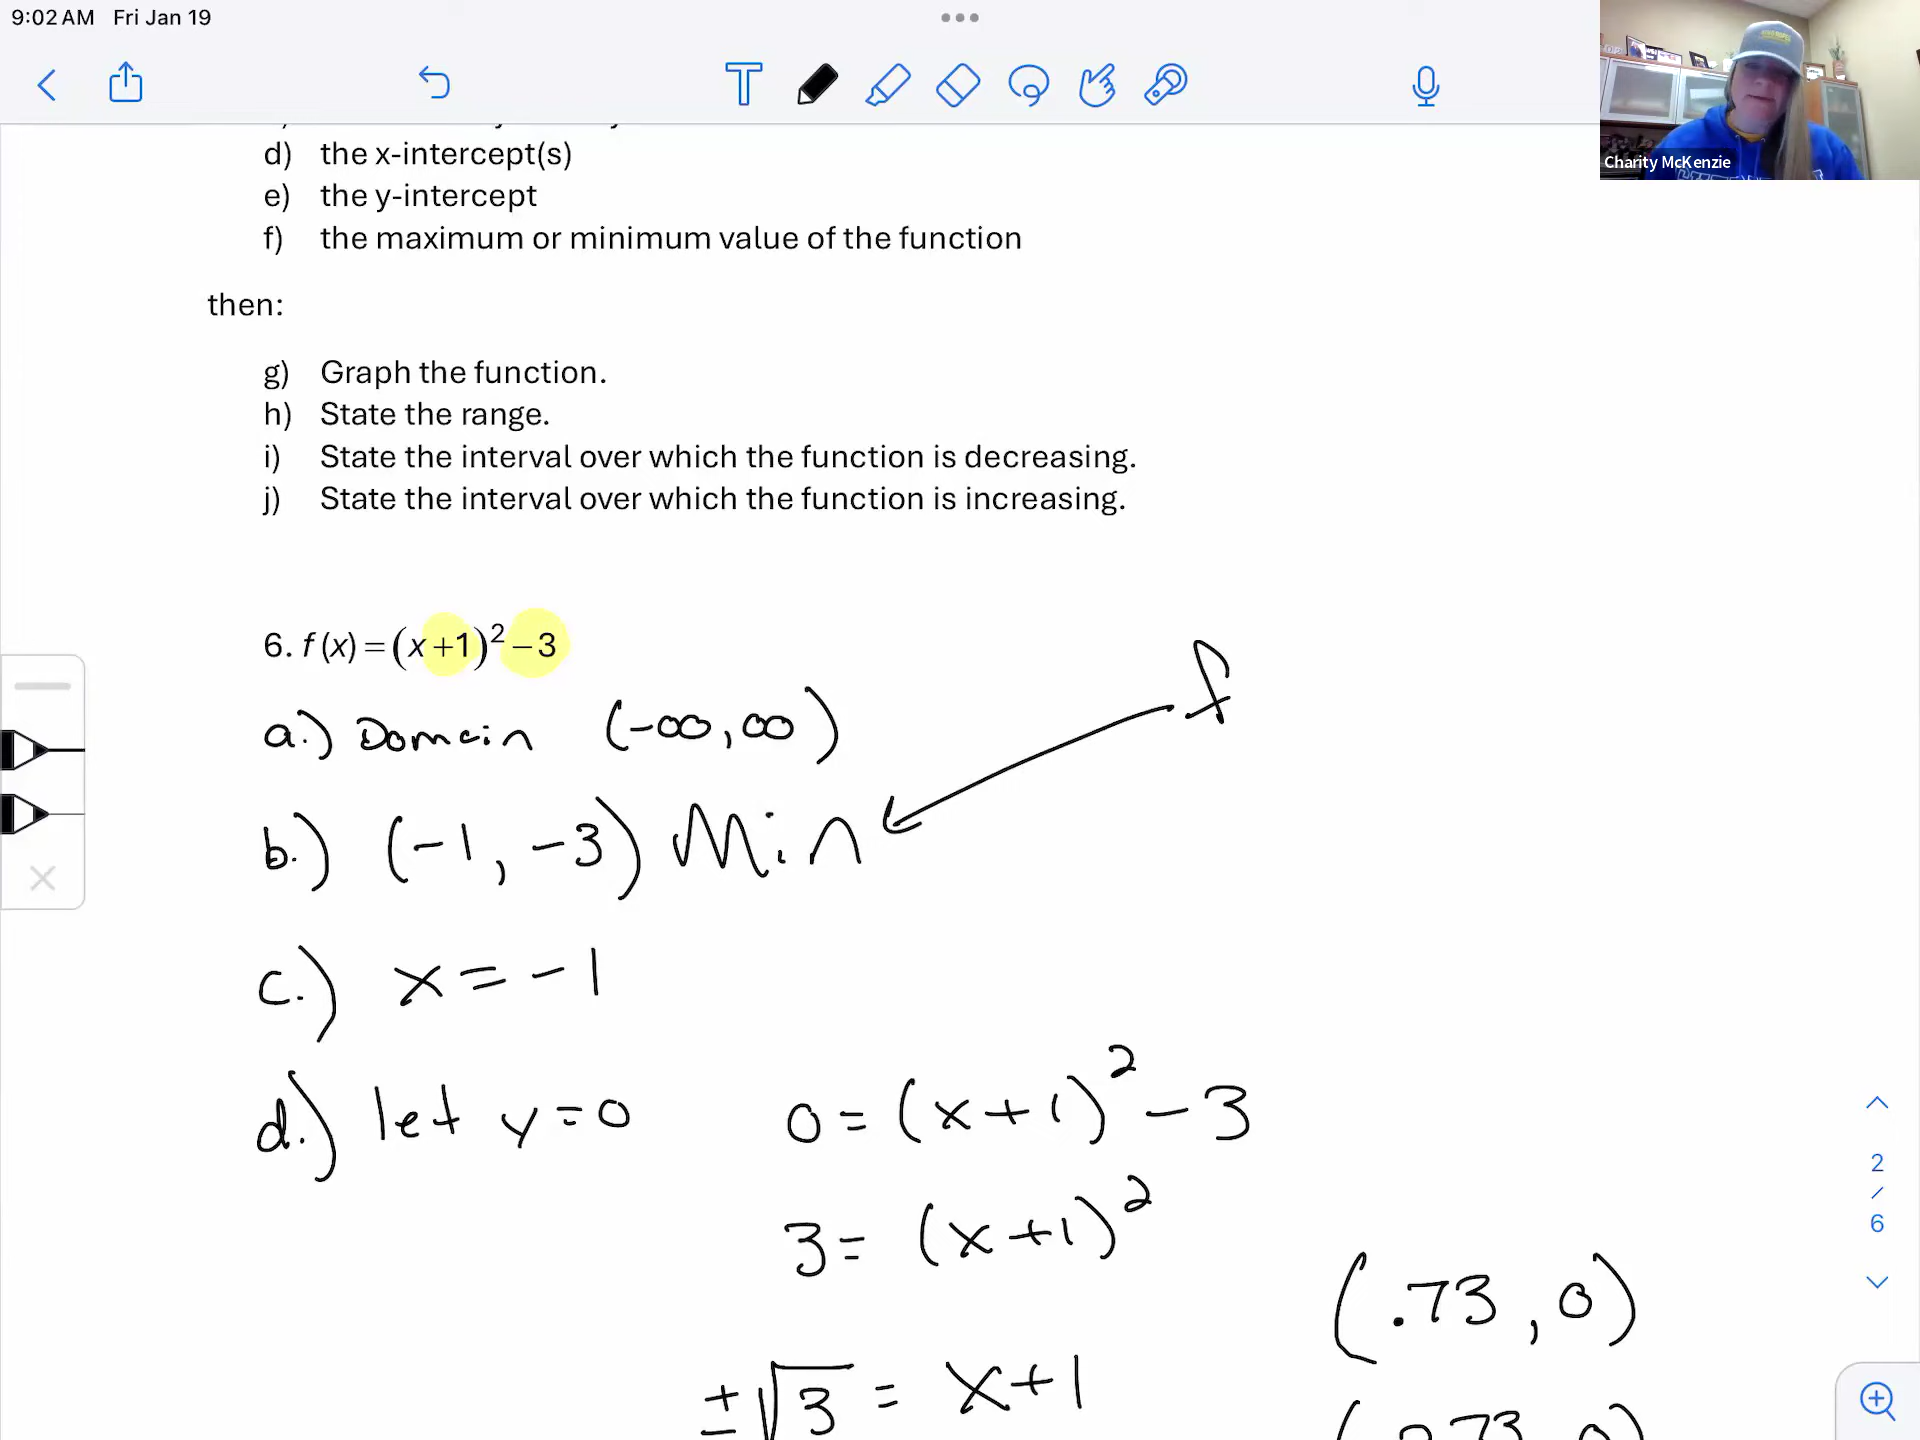 9:02 AM Fri Jan 19
Charity McKenzie
d) the x-intercept(s)
e) the y-intercept
f) the maximum or minimum value of the function
then:
g) Graph the function.
h) State the range.
i) State the interval over which the function is decreasing.
j) State the interval over which the function is increasing.
6. f(x) = (x+1)² − 3
f
a.) Domain (-∞, ∞)
b.) (-1, -3) Min
c.) x = -1
d.) let y=0 0 = (x+1)² - 3
3 = (x+1)²
(.73, 0)
±√3 = x+1
2
/
6